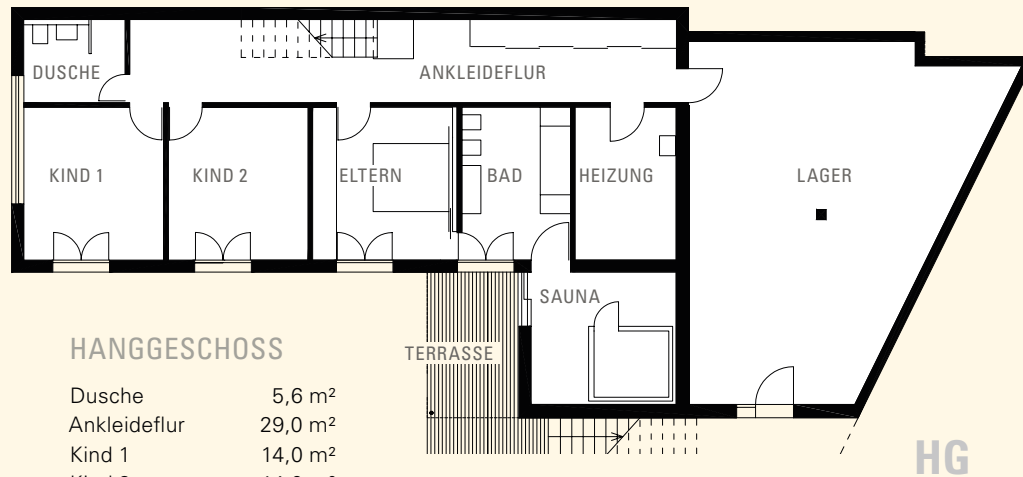 DUSCHE
ANKLEIDEFLUR
KIND 1
KIND 2
ELTERN
BAD
HEIZUNG
LAGER
SAUNA
TERRASSE
HANGGESCHOSS
Dusche 5,6 m²
Ankleideflur 29,0 m²
Kind 1 14,0 m²
HG